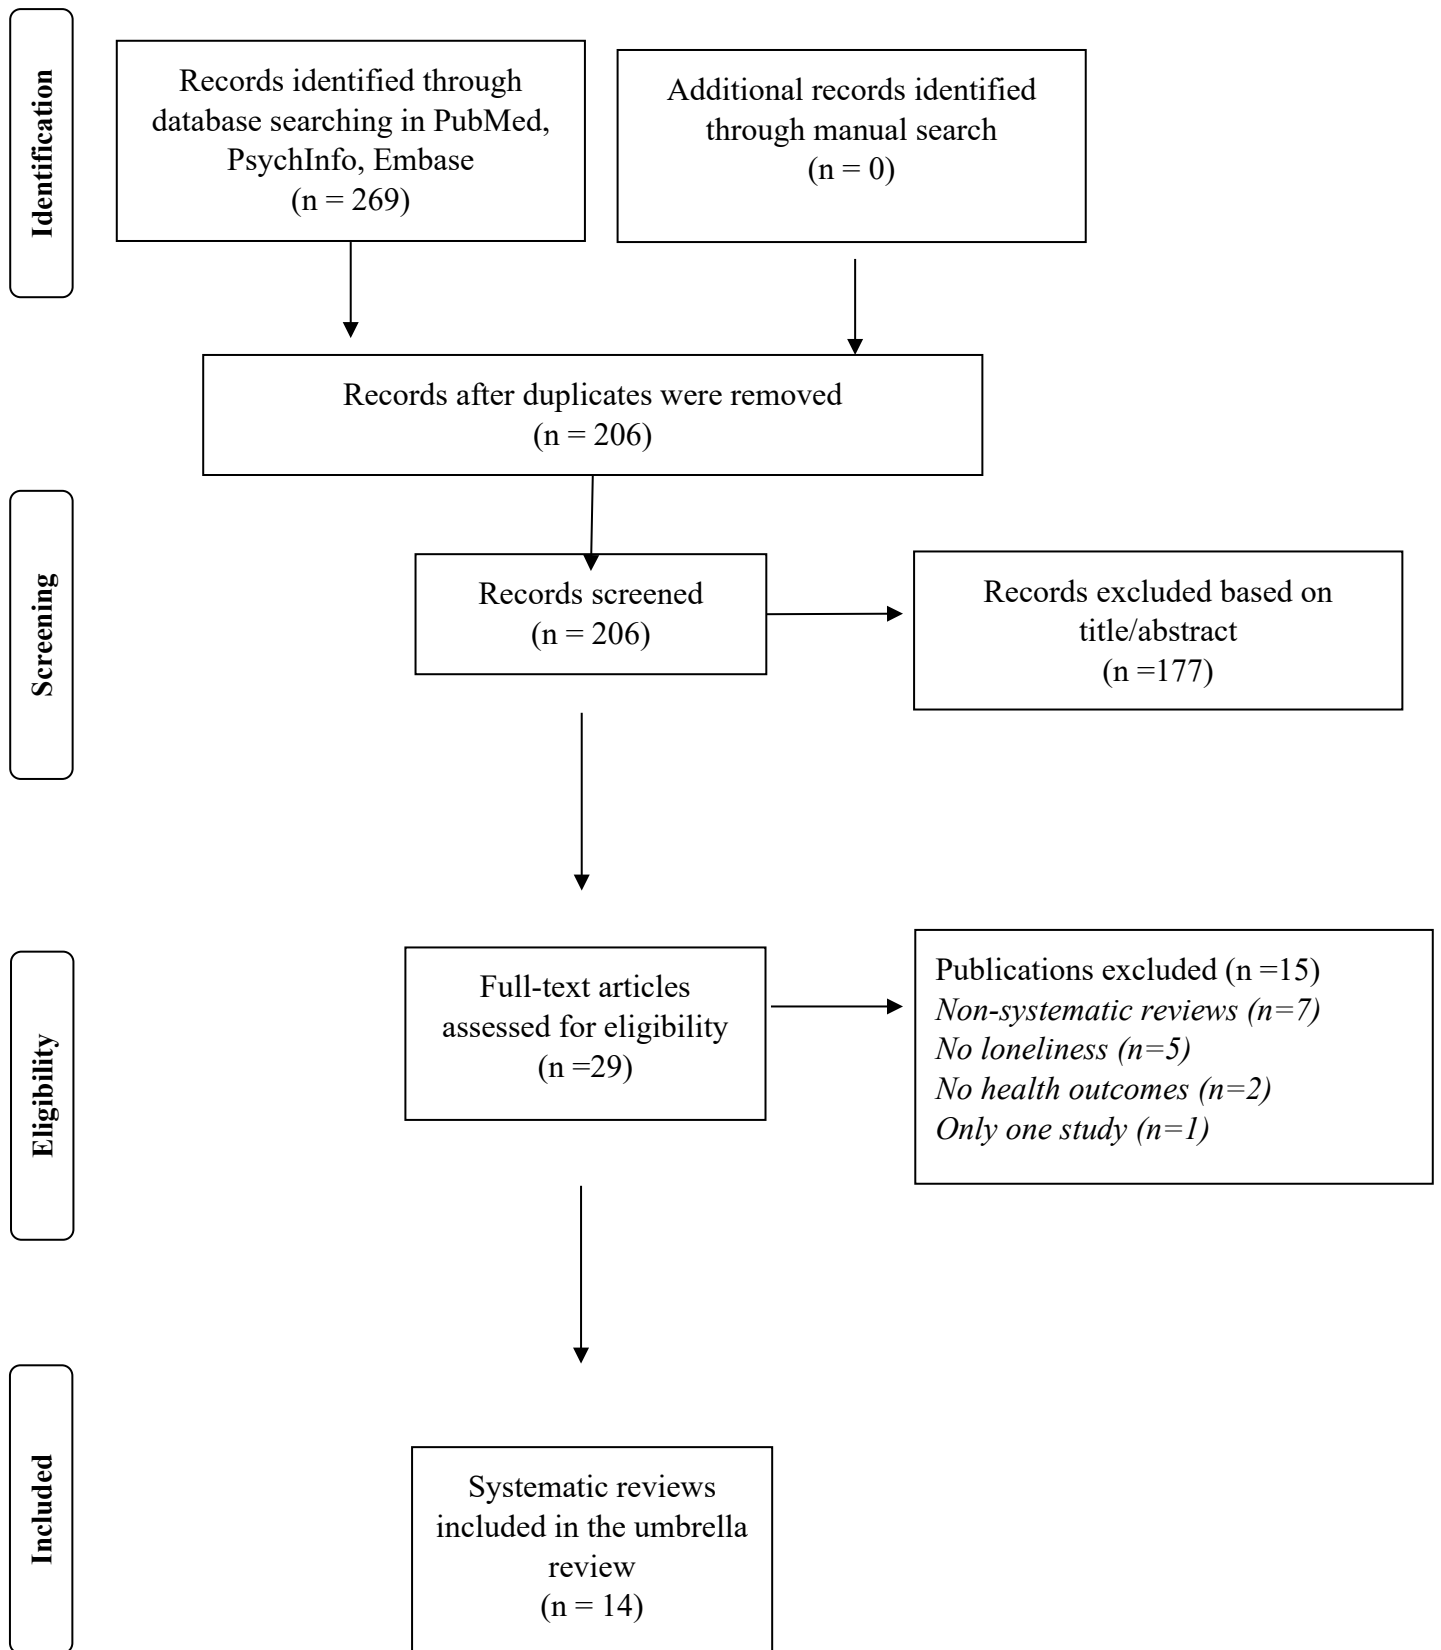 Identification
Records identified through
database searching in PubMed,
PsychInfo, Embase
(n = 269)
Additional records identified
through manual search
(n = 0)
Records after duplicates were removed
(n = 206)
Screening
Records screened
(n = 206)
Records excluded based on
title/abstract
(n =177)
Eligibility
Full-text articles
assessed for eligibility
(n =29)
Publications excluded (n =15)
Non-systematic reviews (n=7)
No loneliness (n=5)
No health outcomes (n=2)
Only one study (n=1)
Included
Systematic reviews
included in the umbrella
review
(n = 14)